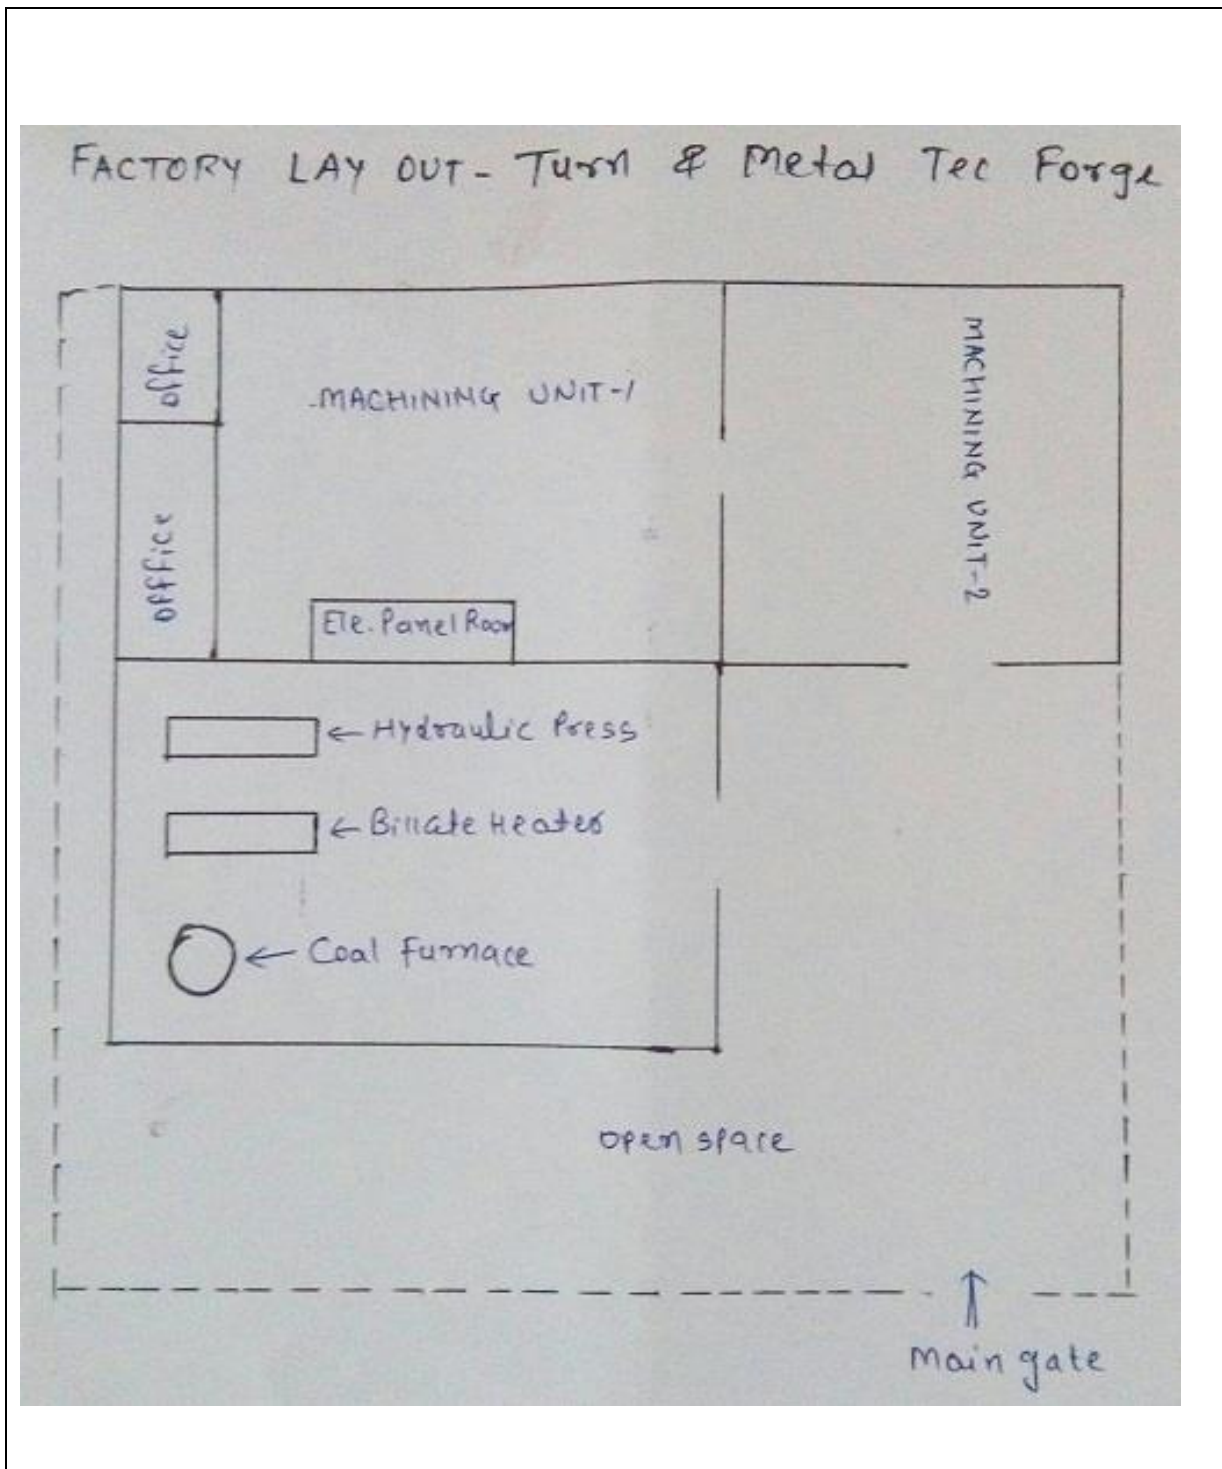 FACTORY LAY OUT - Turn & Metal Tec Forge
office
MACHINING UNIT-1
MACHINING UNIT-2
office
Ele. Panel Room
Hydraulic Press
Billate Heater
Coal Furnace
open space
Main gate